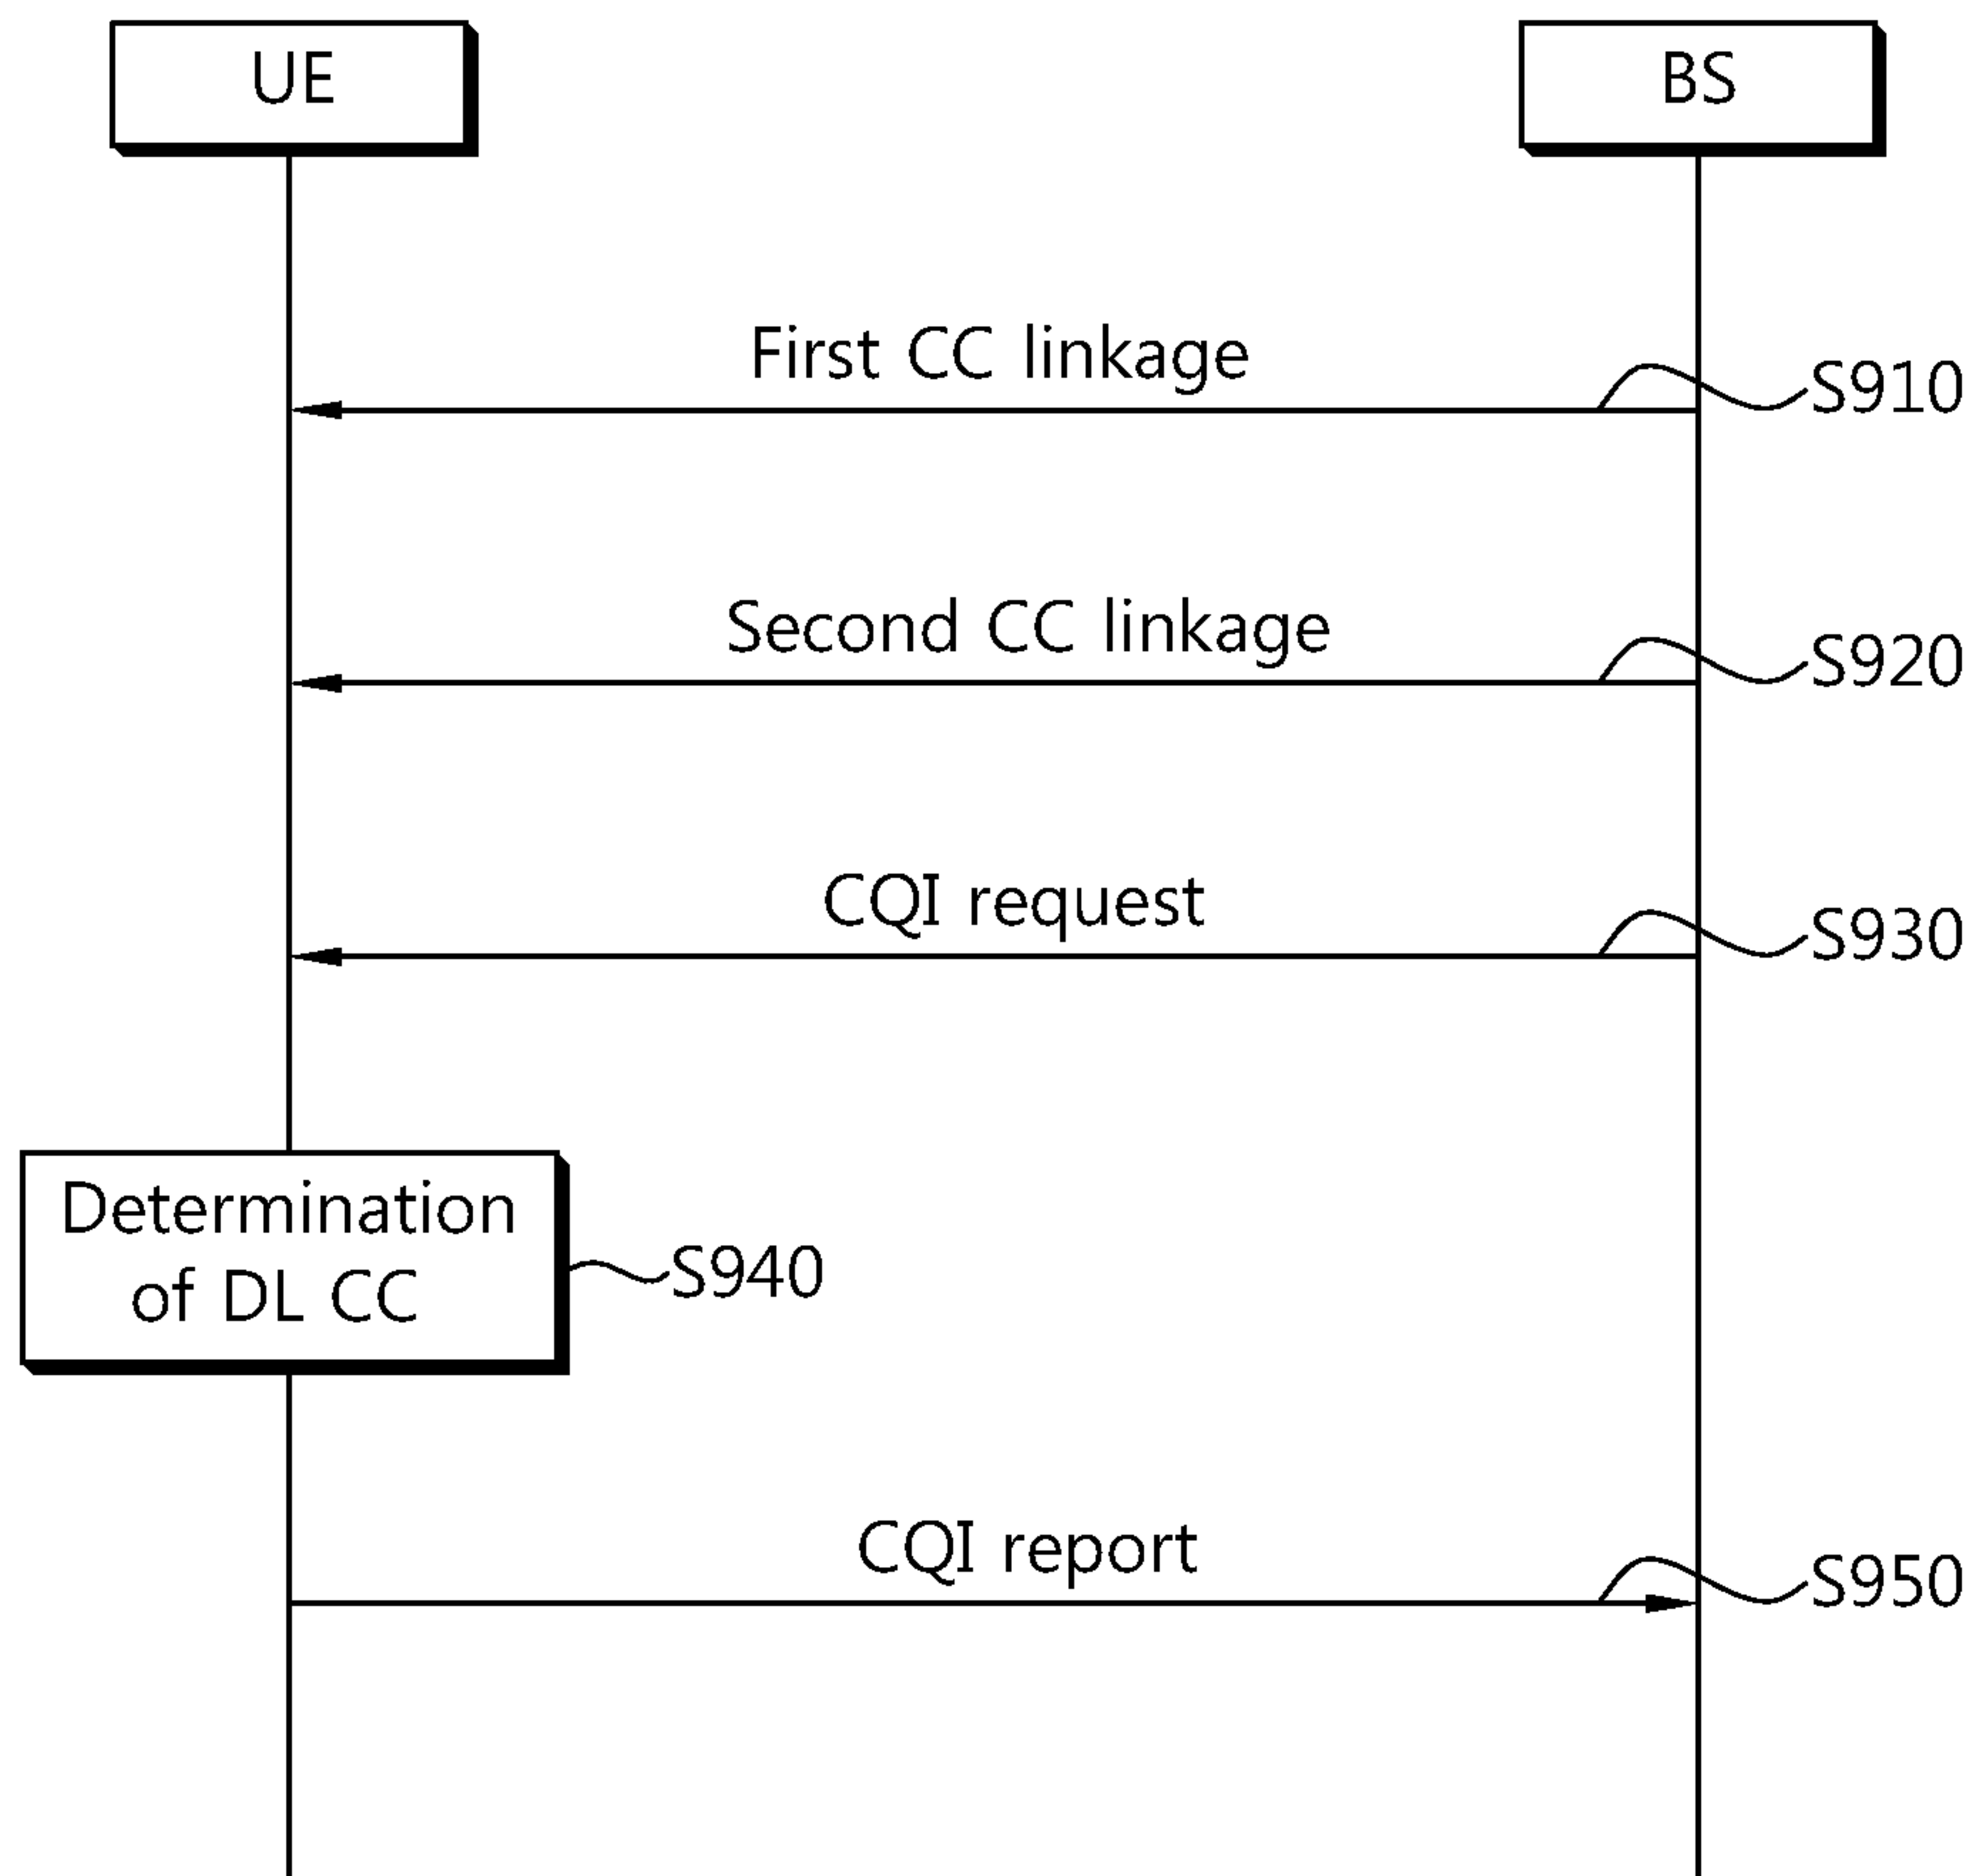 UE
BS
First CC linkage
S910
Second CC linkage
S920
CQI request
S930
Determination
of DL CC
S940
CQI report
S950